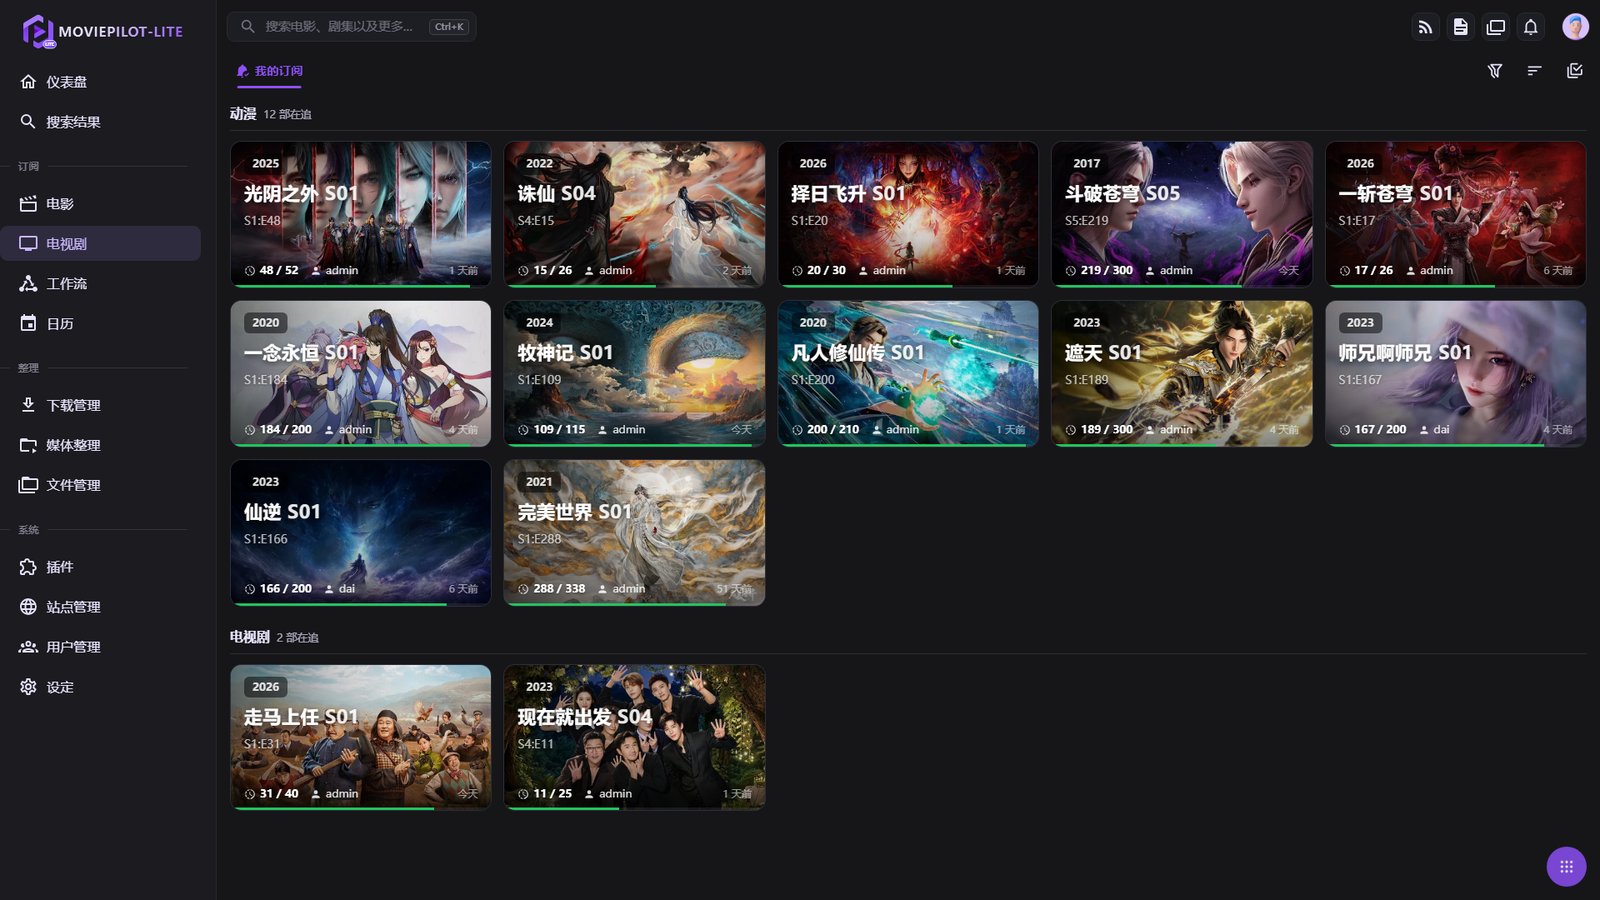 MOVIEPILOT-LITE
搜索电影、剧集以及更多...
Ctrl+K
仪表盘
搜索结果
订阅
电影
电视剧
工作流
日历
整理
下载管理
媒体整理
文件管理
系统
插件
站点管理
用户管理
设定
我的订阅
动漫 12 部在追
2025
光阴之外 S01
S1:E48
48 / 52 admin 1 天前
2022
诛仙 S04
S4:E15
15 / 26 admin 2 天前
2026
择日飞升 S01
S1:E20
20 / 30 admin 1 天前
2017
斗破苍穹 S05
S5:E219
219 / 300 admin 今天
2026
一斩苍穹 S01
S1:E17
17 / 26 admin 6 天前
2020
一念永恒 S01
S1:E184
184 / 200 admin 4 天前
2024
牧神记 S01
S1:E109
109 / 115 admin 今天
2020
凡人修仙传 S01
S1:E200
200 / 210 admin 1 天前
2023
遮天 S01
S1:E189
189 / 300 admin 4 天前
2023
师兄啊师兄 S01
S1:E167
167 / 200 dai 4 天前
2023
仙逆 S01
S1:E166
166 / 200 dai 6 天前
2021
完美世界 S01
S1:E288
288 / 338 admin 51 天前
电视剧 2 部在追
2026
走马上任 S01
S1:E31
31 / 40 admin 今天
2023
现在就出发 S04
S4:E11
11 / 25 admin 1 天前